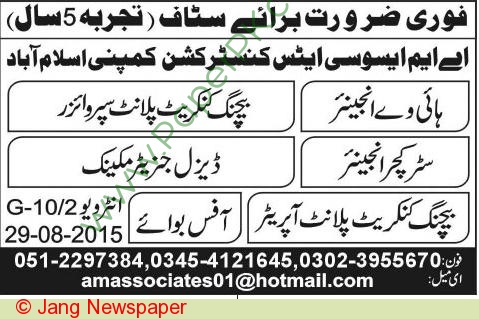 فوری ضرورت برائے سٹاف (تجربہ 5 سال)
اے ایم ایسوسی ایٹس کنسٹرکشن کمپنی اسلام آباد
ہائی وے انجینئر
بیچنگ کنکریٹ پلانٹ سپروائزر
سٹرکچر انجینئر
ڈیزل جنریٹر مکینک
بیچنگ کنکریٹ پلانٹ آپریٹر
آفس بوائے
انٹرویو G-10/2
29-08-2015
فون: 051-2297384,0345-4121645,0302-3955670
ای میل: amassociates01@hotmail.com
www.Paperpk.c
© Jang Newspaper